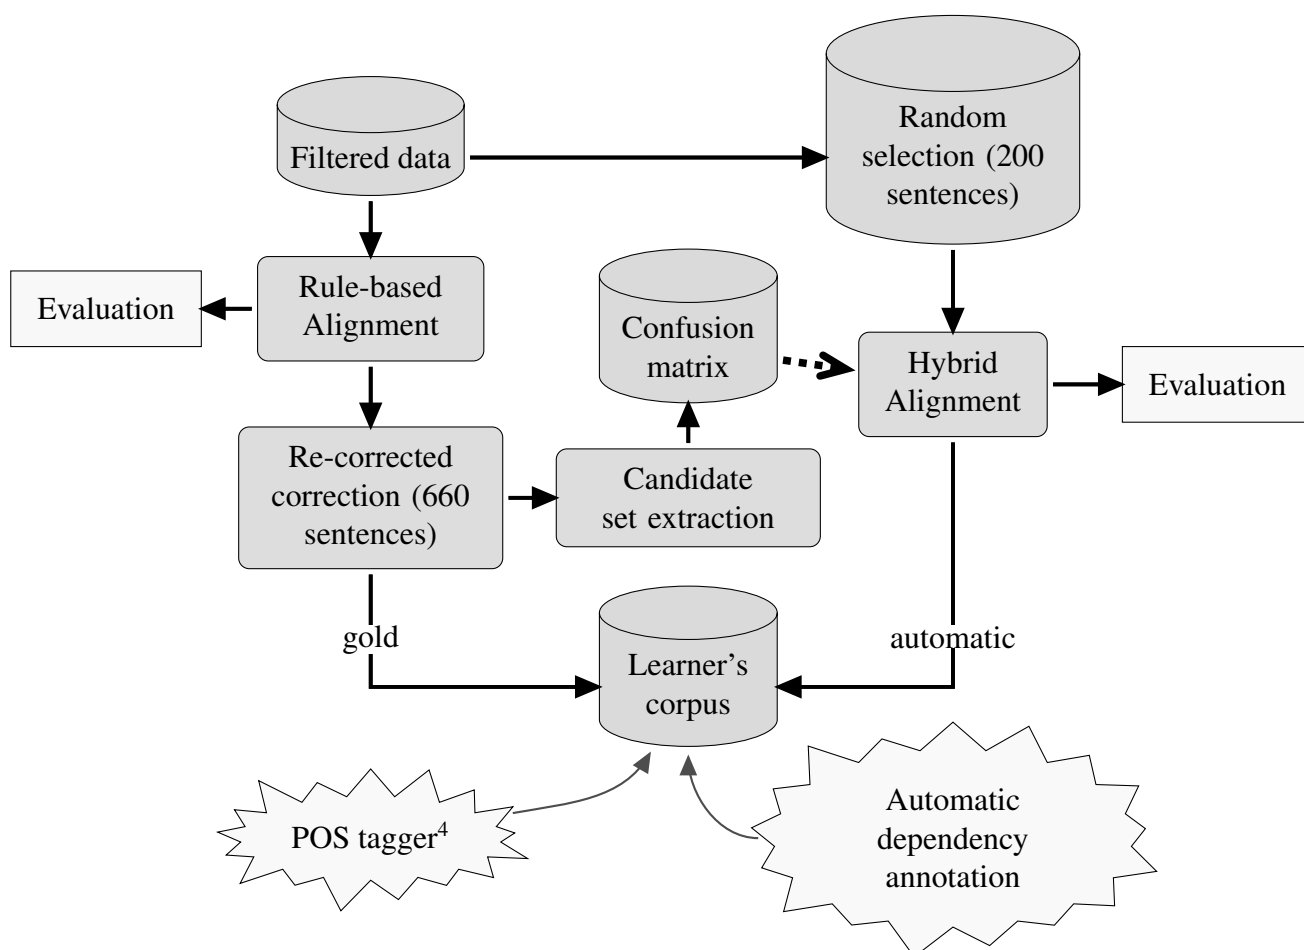 Filtered data
Random
selection (200
sentences)
Evaluation
Rule-based
Alignment
Confusion
matrix
Hybrid
Alignment
Evaluation
Re-corrected
correction (660
sentences)
Candidate
set extraction
gold
automatic
Learner’s
corpus
POS tagger⁴
Automatic
dependency
annotation